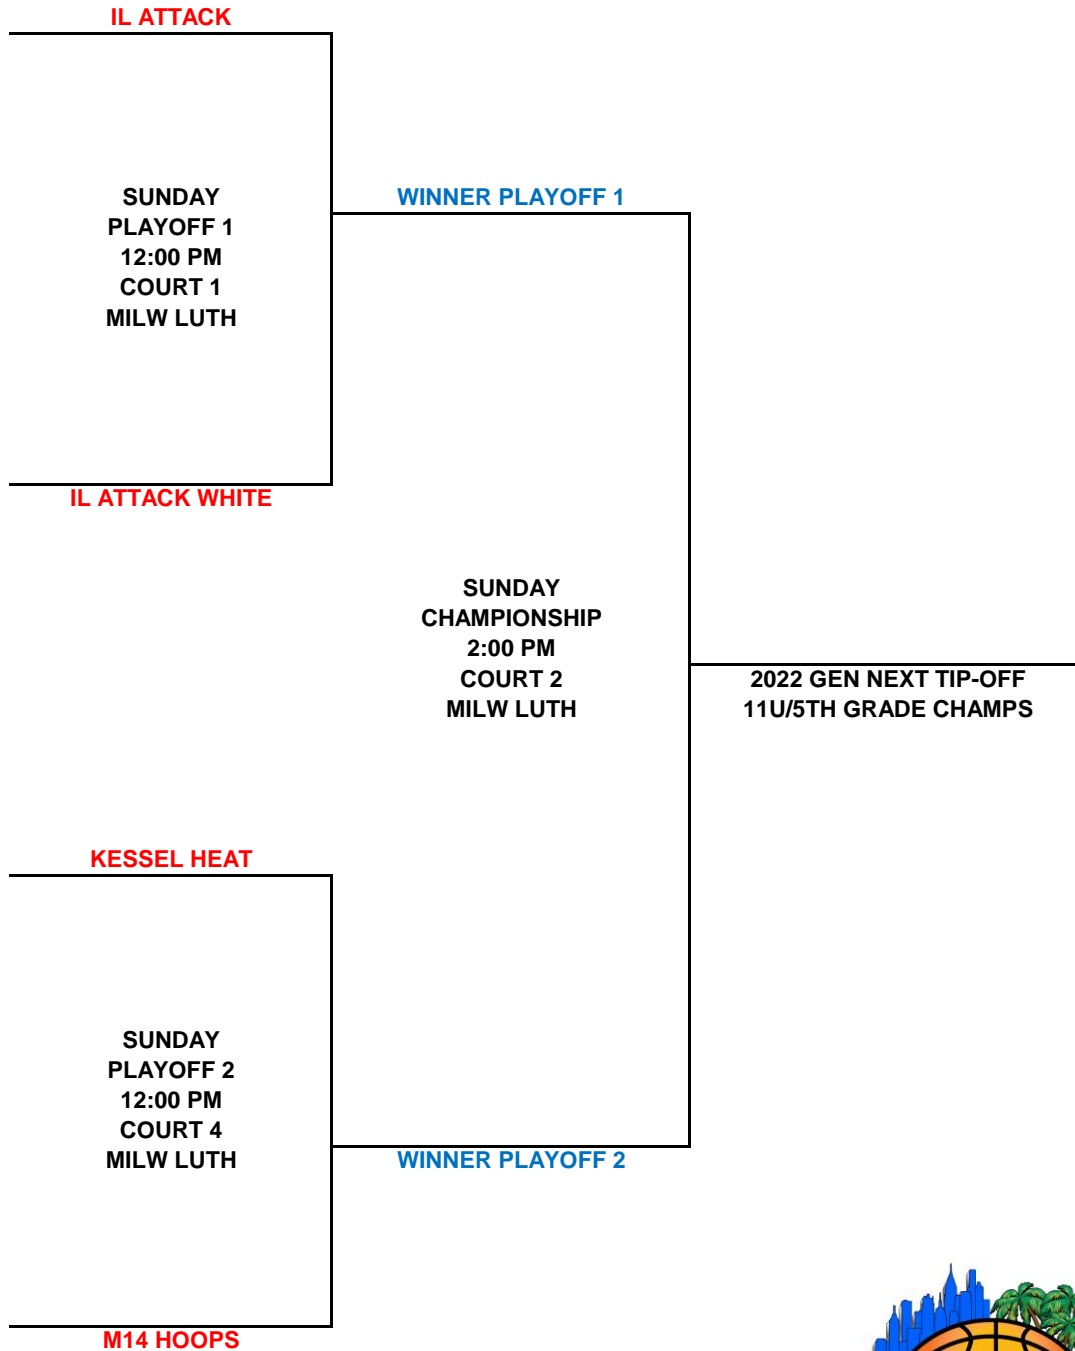 IL ATTACK
SUNDAY
PLAYOFF 1
12:00 PM
COURT 1
MILW LUTH
WINNER PLAYOFF 1
IL ATTACK WHITE
SUNDAY
CHAMPIONSHIP
2:00 PM
COURT 2
MILW LUTH
2022 GEN NEXT TIP-OFF
11U/5TH GRADE CHAMPS
KESSEL HEAT
SUNDAY
PLAYOFF 2
12:00 PM
COURT 4
MILW LUTH
WINNER PLAYOFF 2
M14 HOOPS